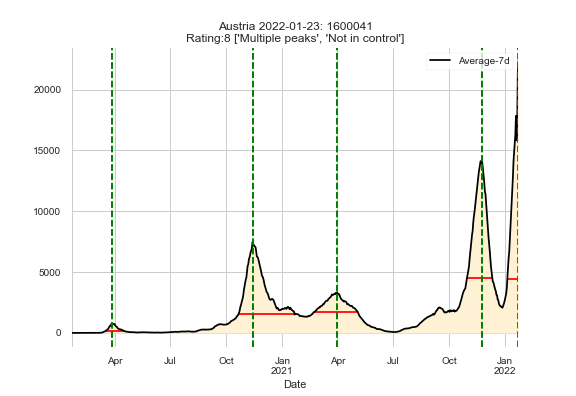 Austria 2022-01-23: 1600041
Rating:8 ['Multiple peaks', 'Not in control']
Average-7d
20000
15000
10000
5000
0
Apr
Jul
Oct
Jan
2021
Apr
Jul
Oct
Jan
2022
Date